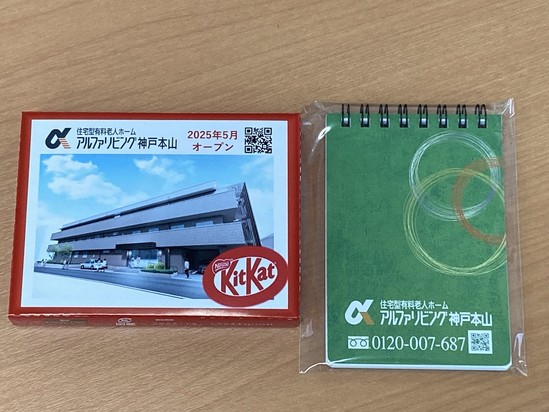 住宅型有料老人ホーム
アルファリビング神戸本山
2025年5月
オープン
Nestlé
KitKat
住宅型有料老人ホーム
アルファリビング神戸本山
0120-007-687